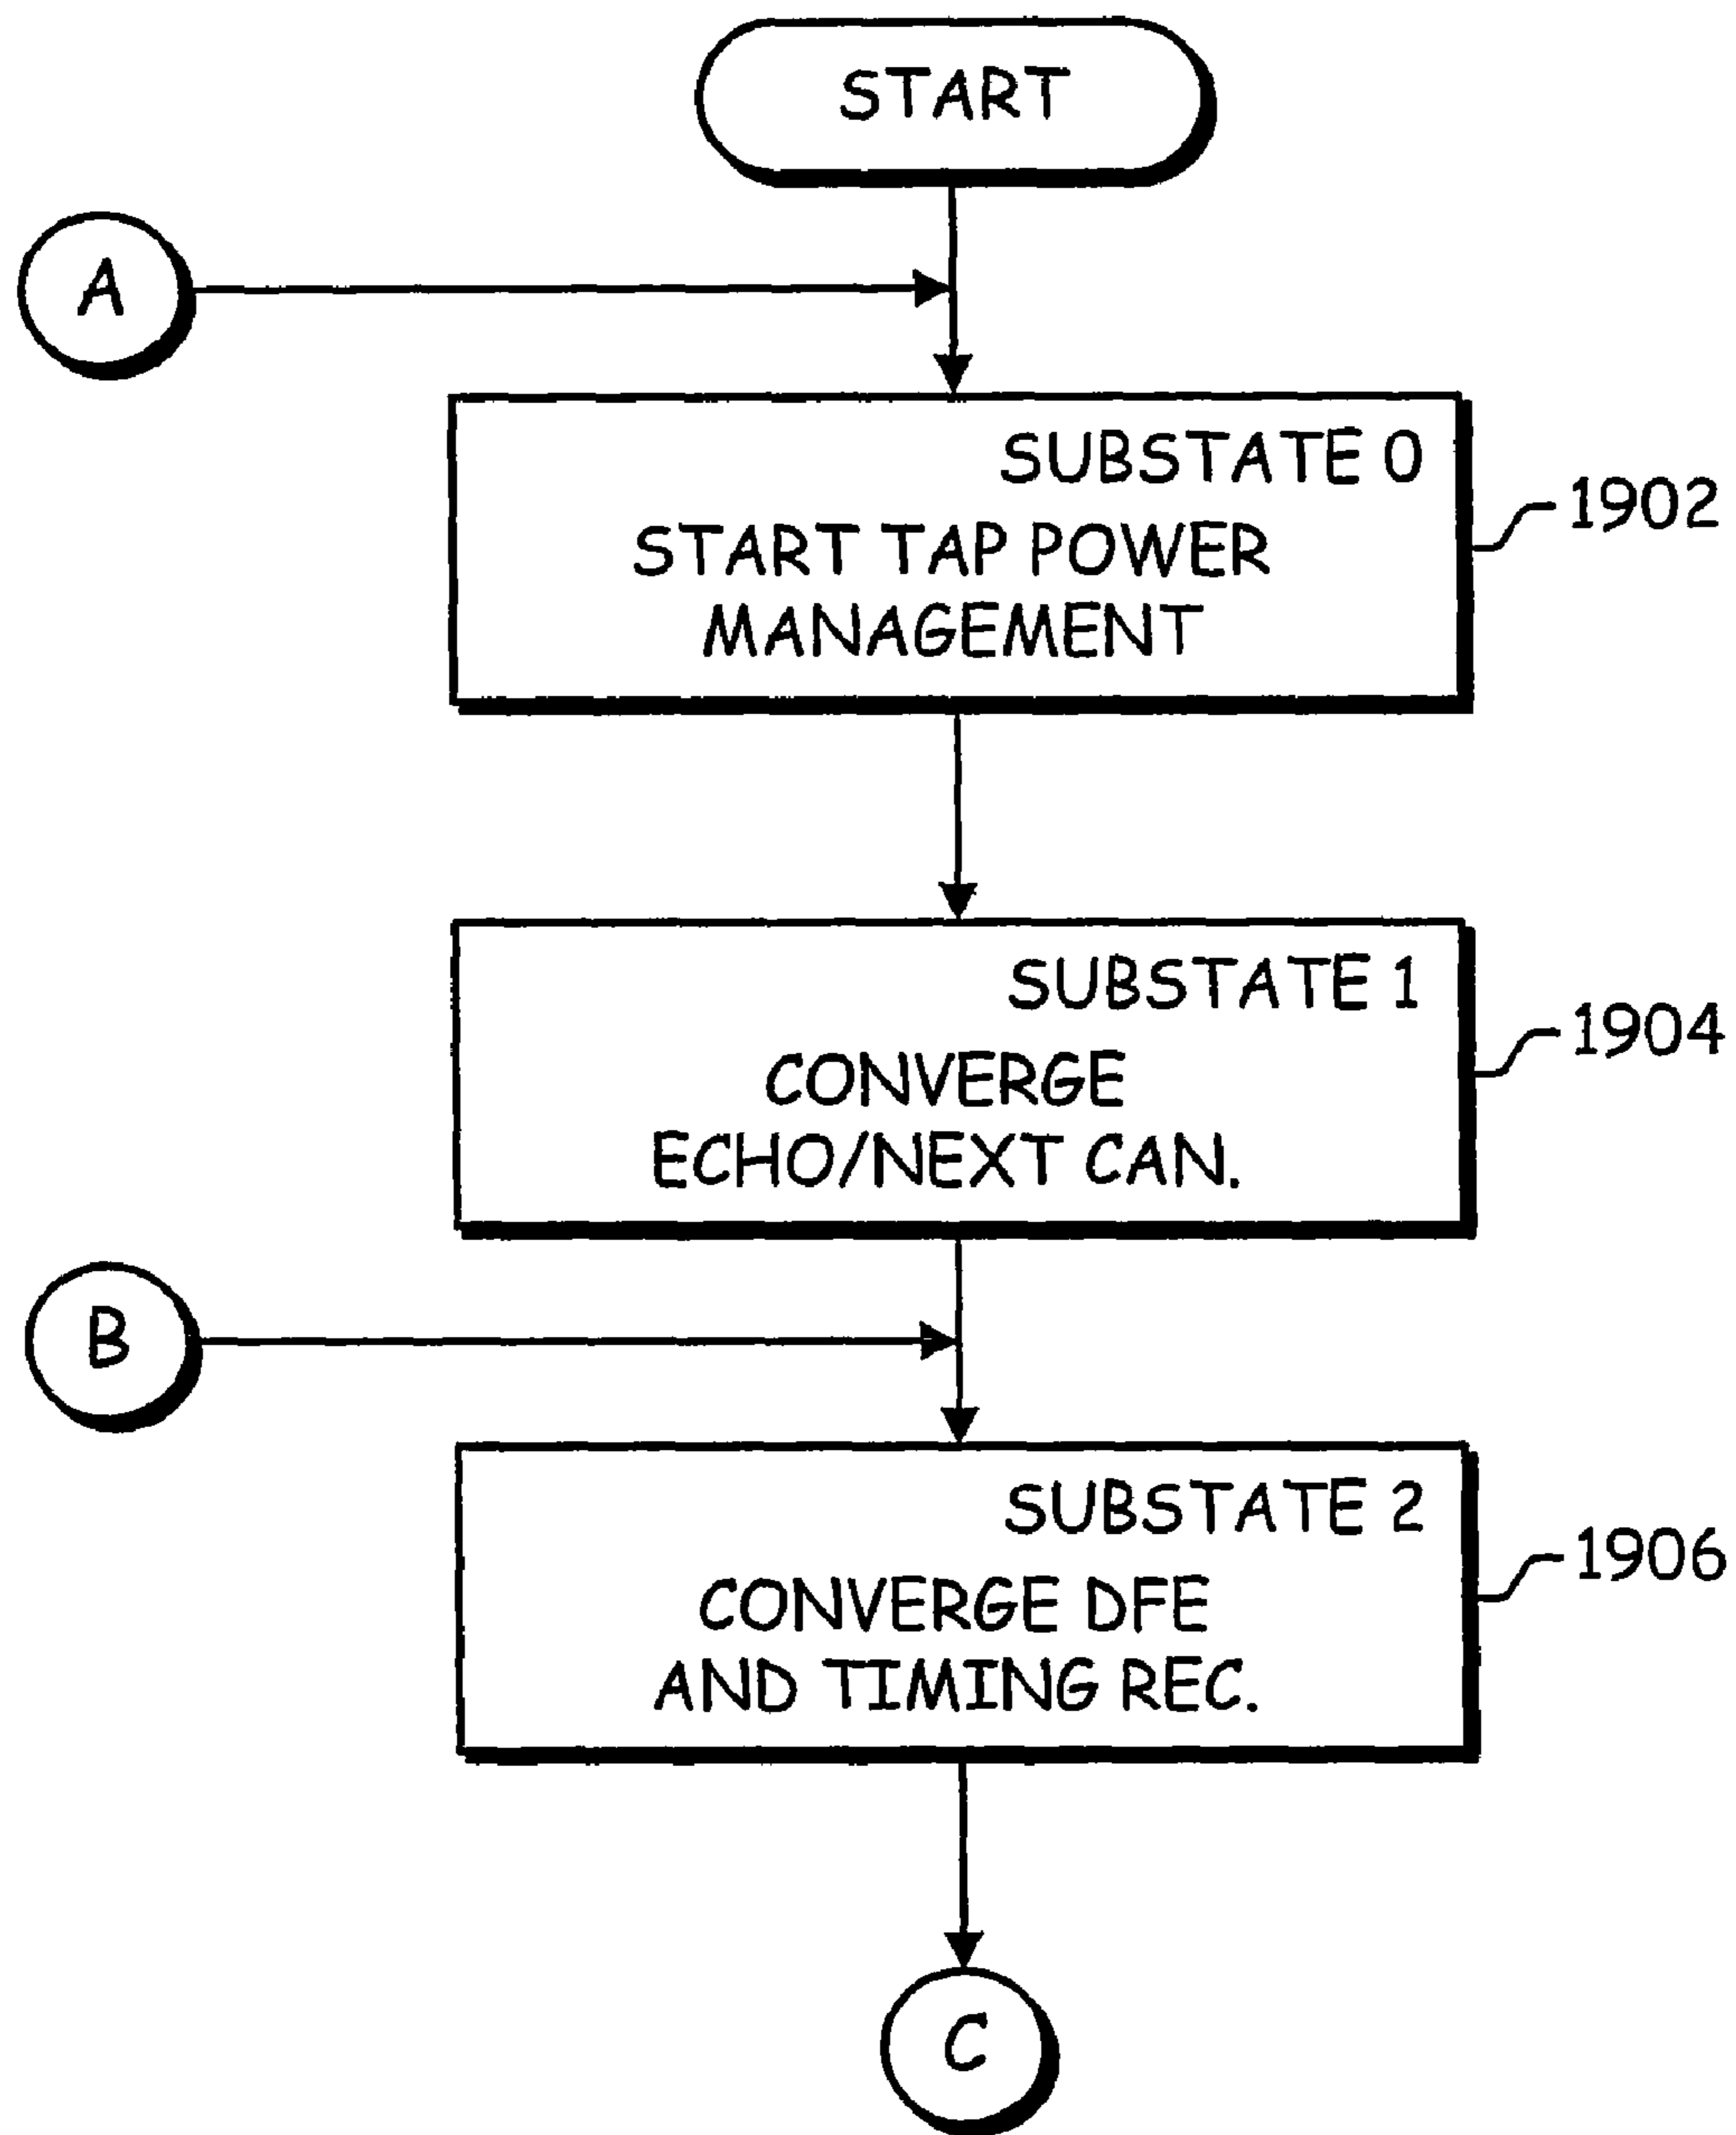 START
A
SUBSTATE 0
START TAP POWER
MANAGEMENT
1902
SUBSTATE 1
CONVERGE
ECHO/NEXT CAN.
1904
B
SUBSTATE 2
CONVERGE DFE
AND TIMING REC.
1906
C